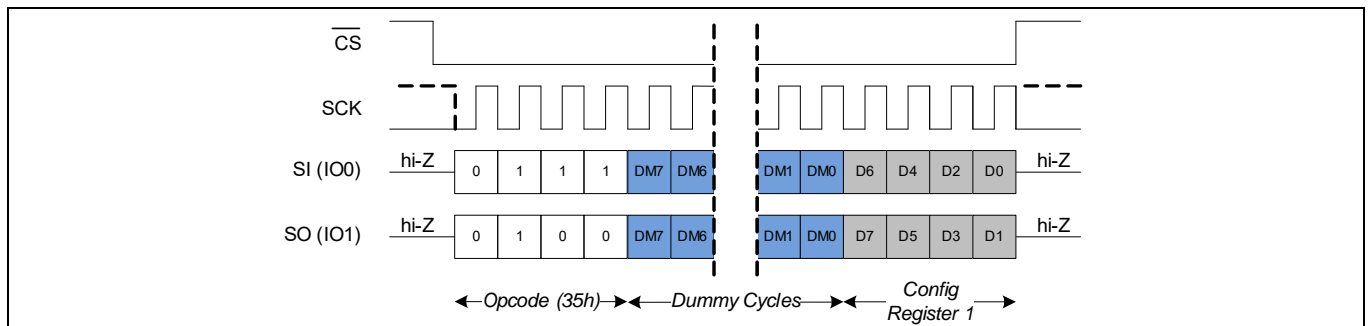 CS
SCK
SI (IO0) hi-Z 0 1 1 1 DM7 DM6 DM1 DM0 D6 D4 D2 D0 hi-Z
SO (IO1) hi-Z 0 1 0 0 DM7 DM6 DM1 DM0 D7 D5 D3 D1 hi-Z
Opcode (35h) Dummy Cycles Config
Register 1